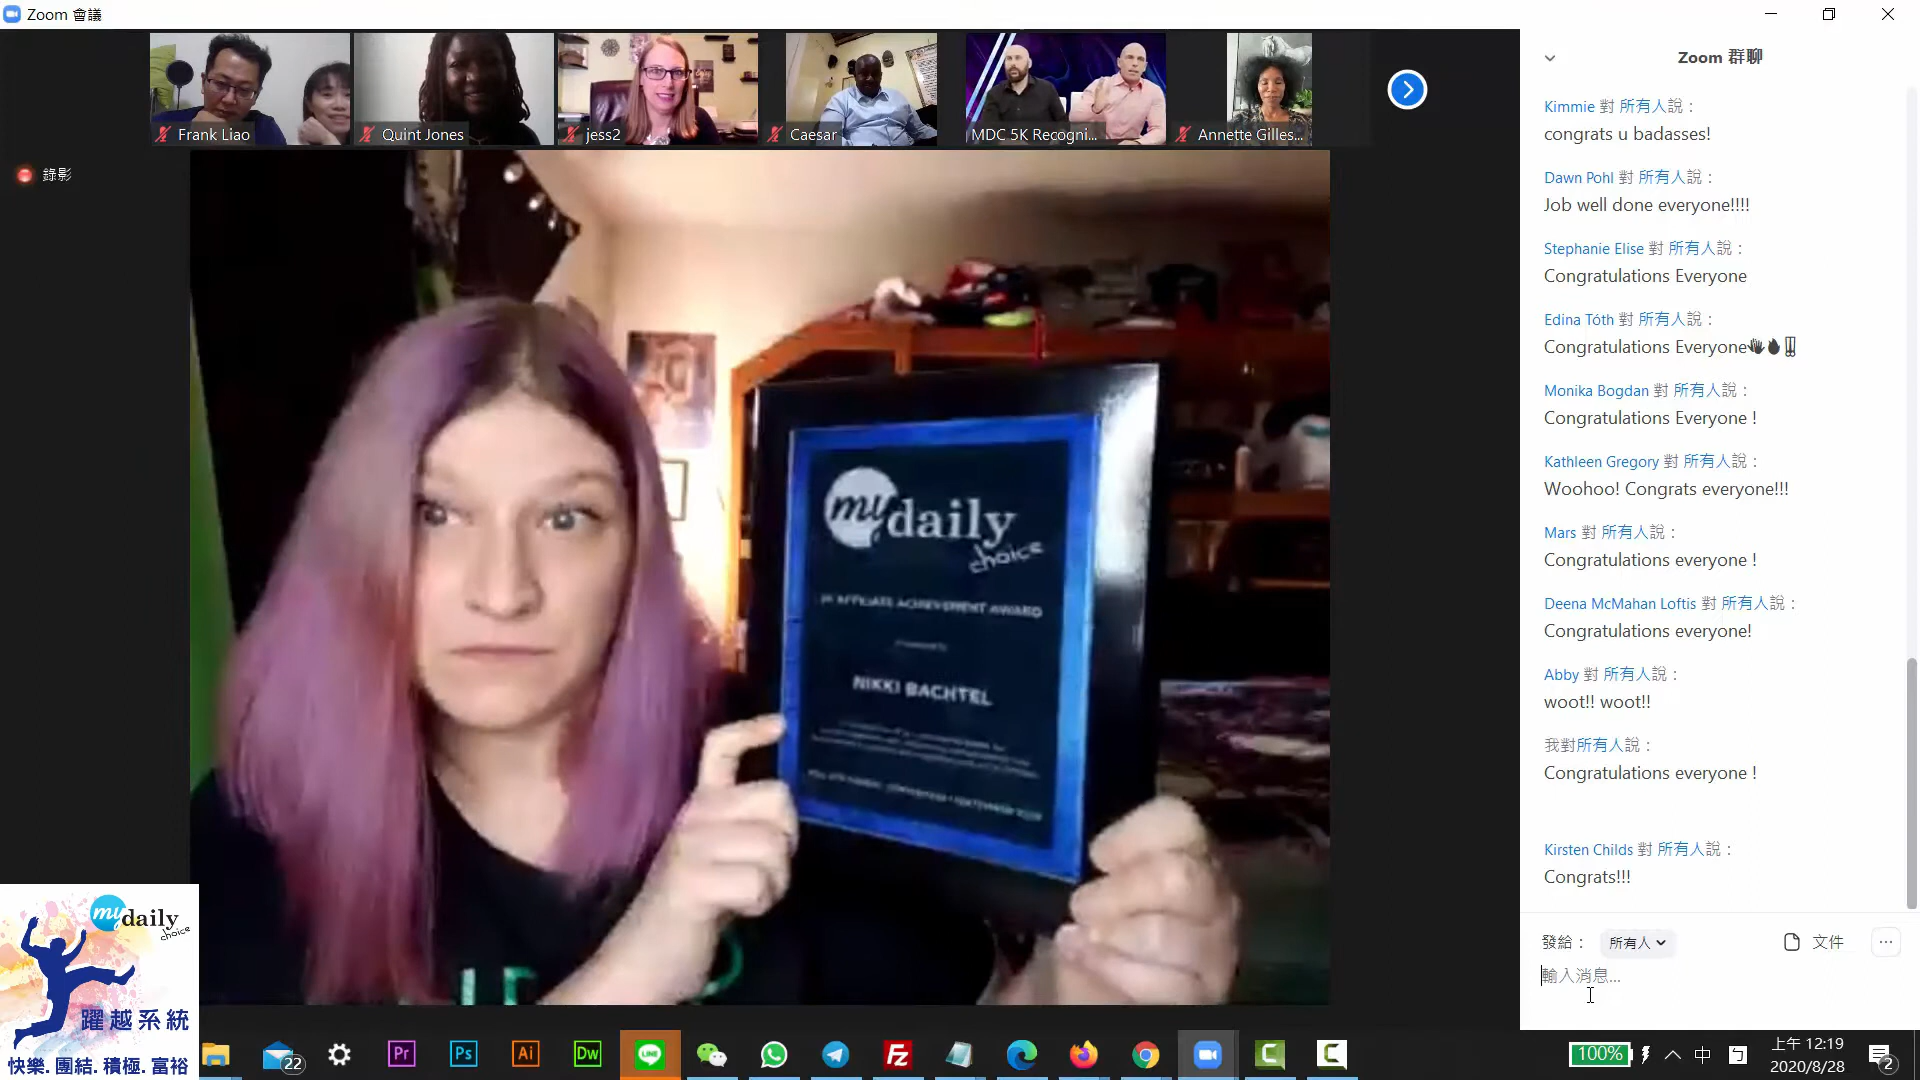 Zoom 會議
Frank Liao
Quint Jones
jess2
Caesar
MDC 5K Recogni...
Annette Gilles...
錄影
my daily
choice
5K AFFILIATE ACHIEVEMENT AWARD
NIKKI BACHTEL
Zoom 群聊
Kimmie 對 所有人說：
congrats u badasses!
Dawn Pohl 對 所有人說：
Job well done everyone!!!!
Stephanie Elise 對 所有人說：
Congratulations Everyone
Edina Tóth 對 所有人說：
Congratulations Everyone
Monika Bogdan 對 所有人說：
Congratulations Everyone !
Kathleen Gregory 對 所有人說：
Woohoo! Congrats everyone!!!
Mars 對 所有人說：
Congratulations everyone !
Deena McMahan Loftis 對 所有人說：
Congratulations everyone!
Abby 對 所有人說：
woot!! woot!!
我對所有人說：
Congratulations everyone !
Kirsten Childs 對 所有人說：
Congrats!!!
發給： 所有人 文件 ...
輸入消息...
my daily
choice
躍越系統
快樂. 團結. 積極. 富裕
22
Pr
Ps
Ai
Dw
LINE
Fz
C
C
100%
中
上午 12:19
2020/8/28
2